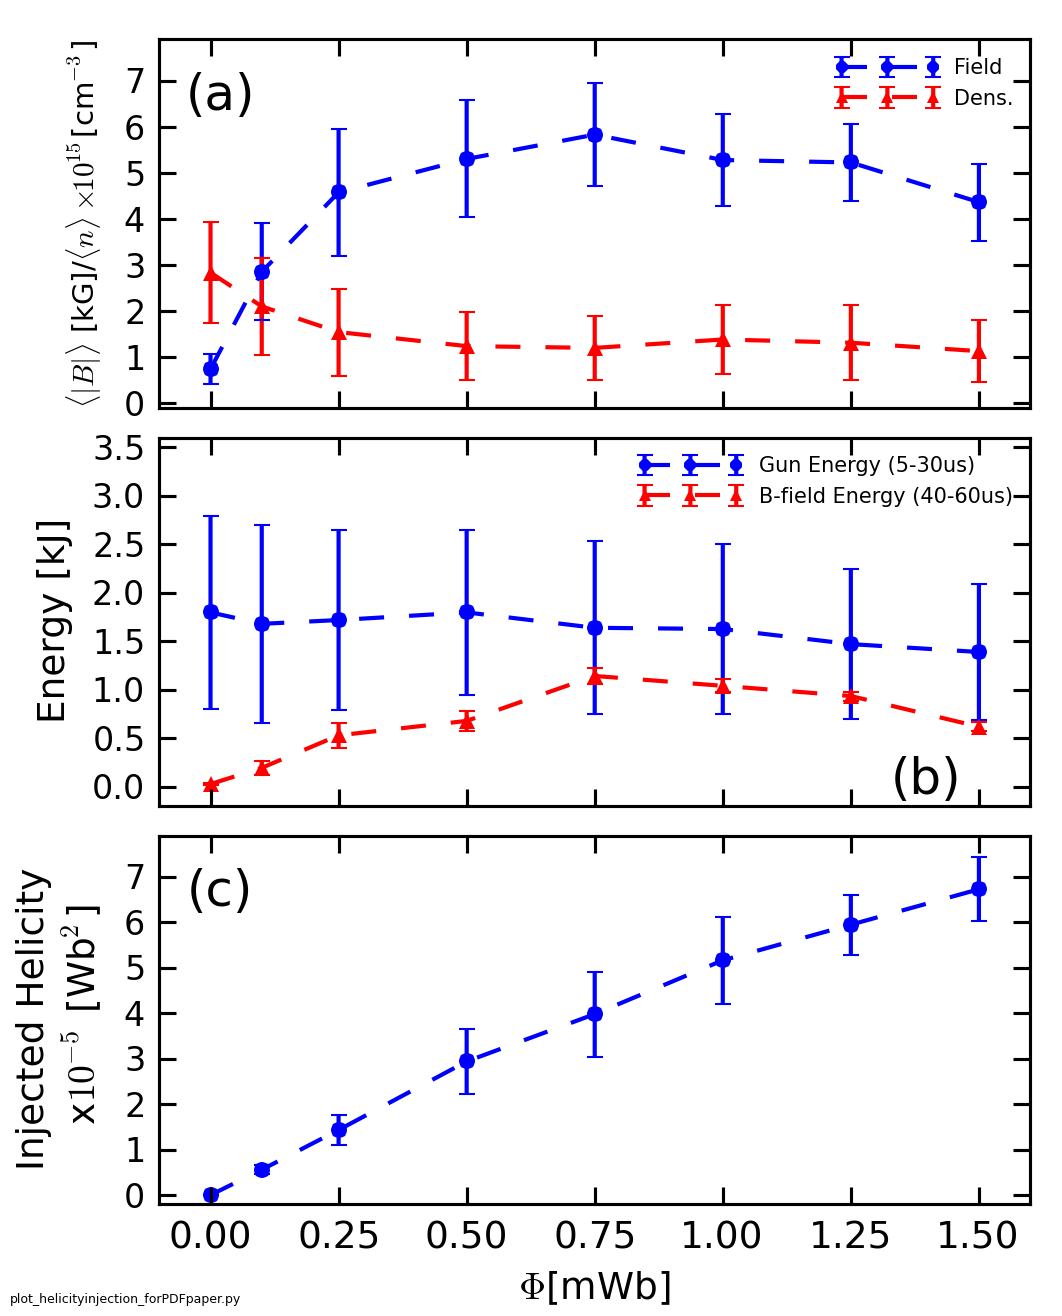 (a)
Field
Dens.
⟨|B|⟩ [kG]/⟨n⟩ ×10^15 [cm^−3]
7
6
5
4
3
2
1
0
Gun Energy (5-30us)
B-field Energy (40-60us)
Energy [kJ]
3.5
3.0
2.5
2.0
1.5
1.0
0.5
0.0
(b)
(c)
Injected Helicity
x10^−5 [Wb^2]
7
6
5
4
3
2
1
0
0.00 0.25 0.50 0.75 1.00 1.25 1.50
Φ[mWb]
plot_helicityinjection_forPDFpaper.py